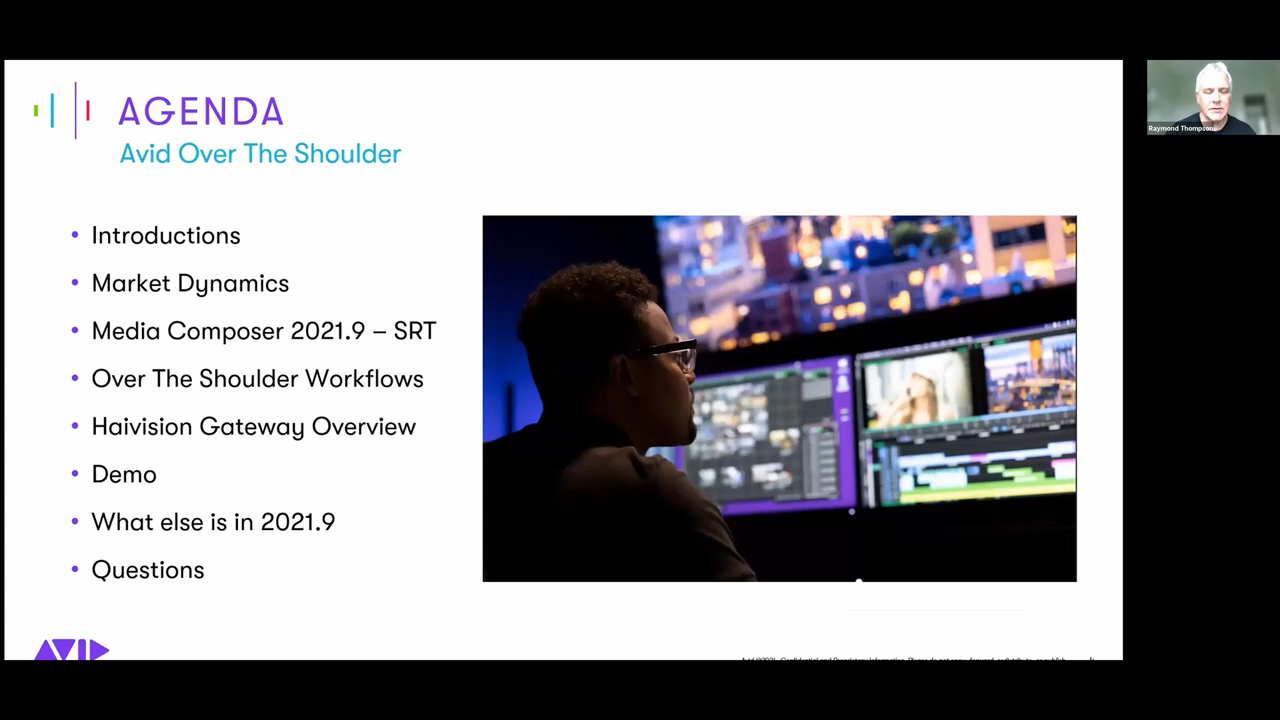 AGENDA
Avid Over The Shoulder
• Introductions
• Market Dynamics
• Media Composer 2021.9 – SRT
• Over The Shoulder Workflows
• Haivision Gateway Overview
• Demo
• What else is in 2021.9
• Questions
AVID
Raymond Thompson